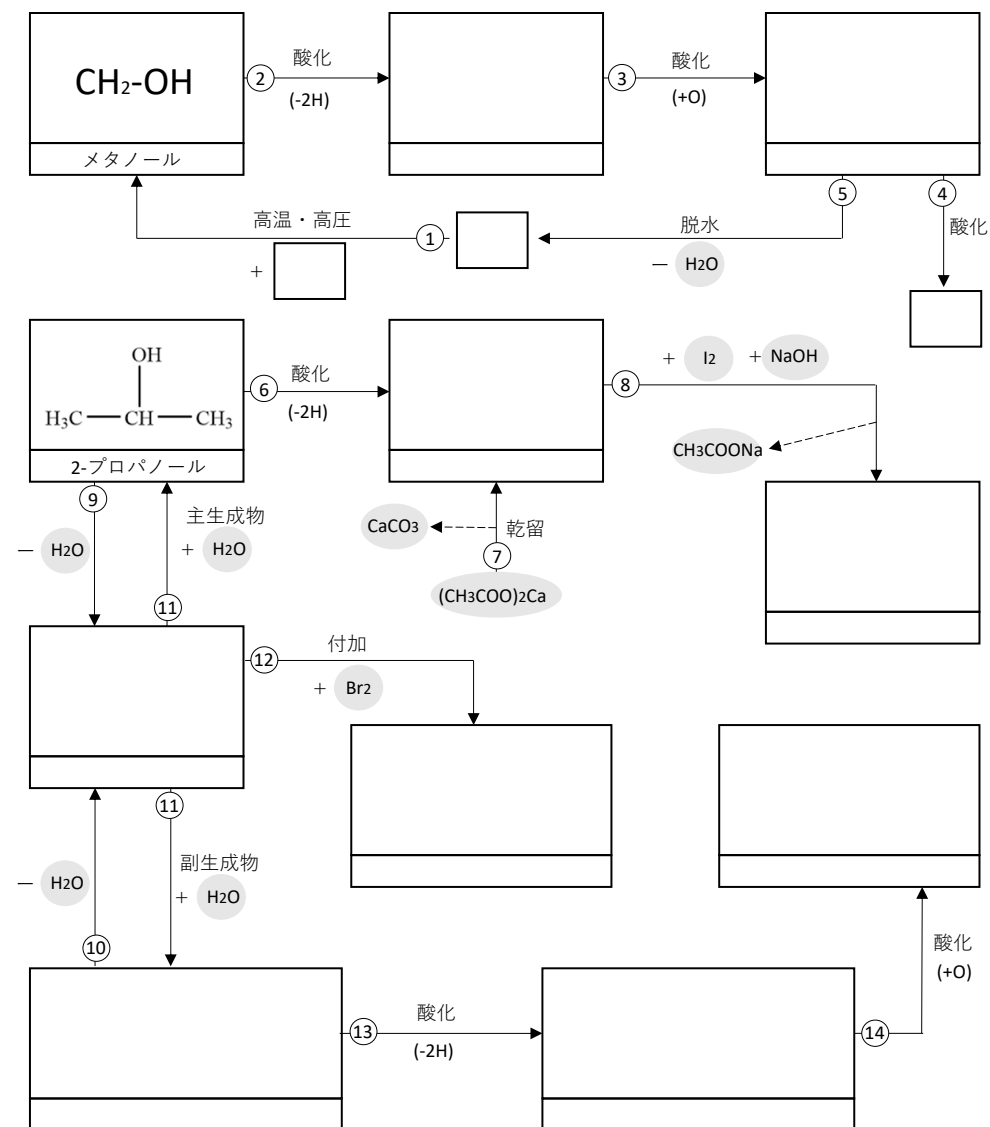 CH2-OH
② 酸化
(-2H)
③ 酸化
(+O)
メタノール
⑤
④
高温・高圧
①
脱水
酸化
+
− H2O
OH
H3C CH CH3
⑥ 酸化
(-2H)
⑧
+ I2 + NaOH
2-プロパノール
CH3COONa
⑨
主生成物
− H2O
+ H2O
CaCO3
乾留
⑦
(CH3COO)2Ca
⑪
⑫ 付加
+ Br2
⑪
副生成物
− H2O
+ H2O
⑩
酸化
(+O)
⑬ 酸化
(-2H)
⑭